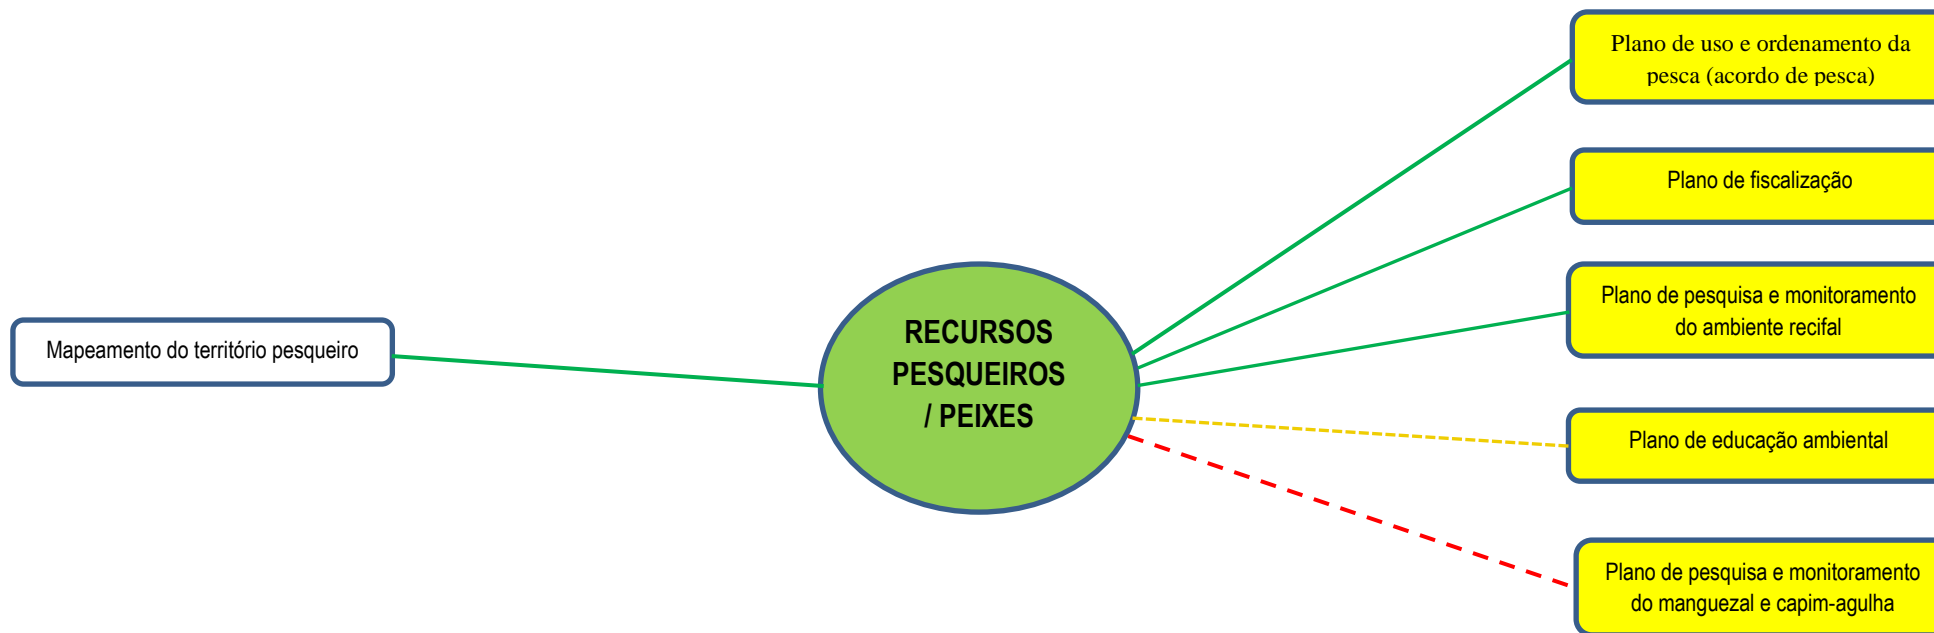 Plano de uso e ordenamento da
pesca (acordo de pesca)
Plano de fiscalização
Plano de pesquisa e monitoramento
do ambiente recifal
Mapeamento do território pesqueiro
RECURSOS
PESQUEIROS
/ PEIXES
Plano de educação ambiental
Plano de pesquisa e monitoramento
do manguezal e capim-agulha